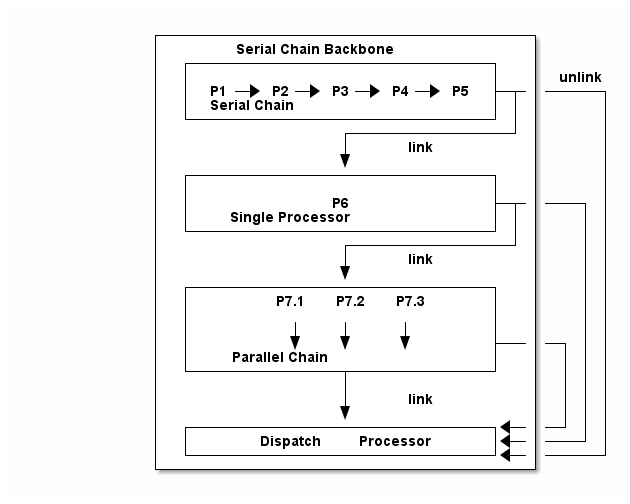 Serial Chain Backbone
unlink
P1 P2 P3 P4 P5
Serial Chain
link
P6
Single Processor
link
P7.1 P7.2 P7.3
Parallel Chain
link
Dispatch Processor